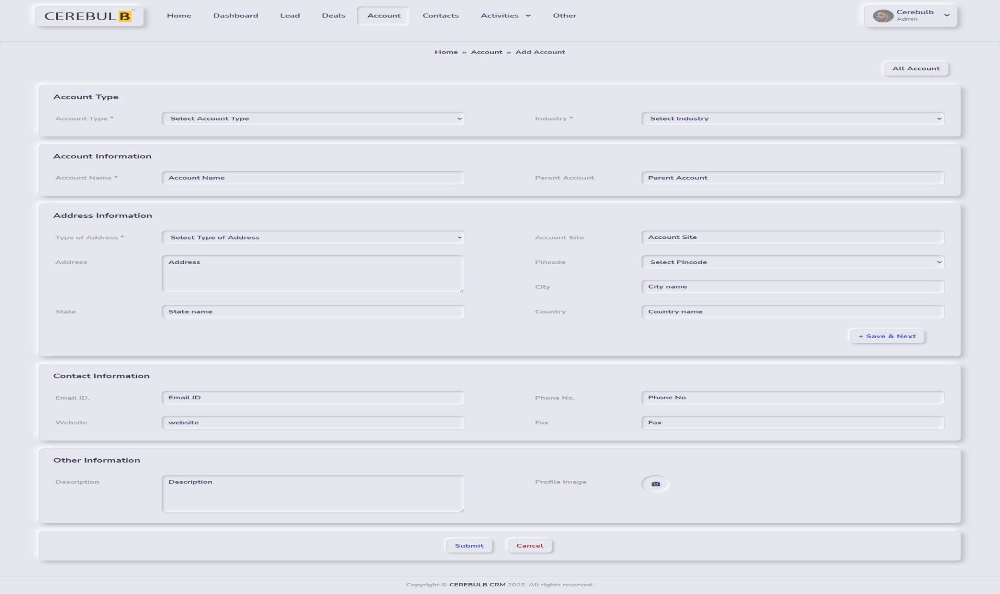 CEREBULB®
Home Dashboard Lead Deals Account Contacts Activities Other
Cerebulb
Admin
Home » Account » Add Account
All Account
Account Type
Account Type * Select Account Type Industry * Select Industry
Account Information
Account Name * Account Name Parent Account Parent Account
Address Information
Type of Address * Select Type of Address Account Site Account Site
Address Address Pincode Select Pincode
City City name
State State name Country Country name
+ Save & Next
Contact Information
Email ID. Email ID Phone No. Phone No
Website website Fax Fax
Other Information
Description Description Profile Image
Submit Cancel
Copyright © CEREBULB CRM 2023. All rights reserved.